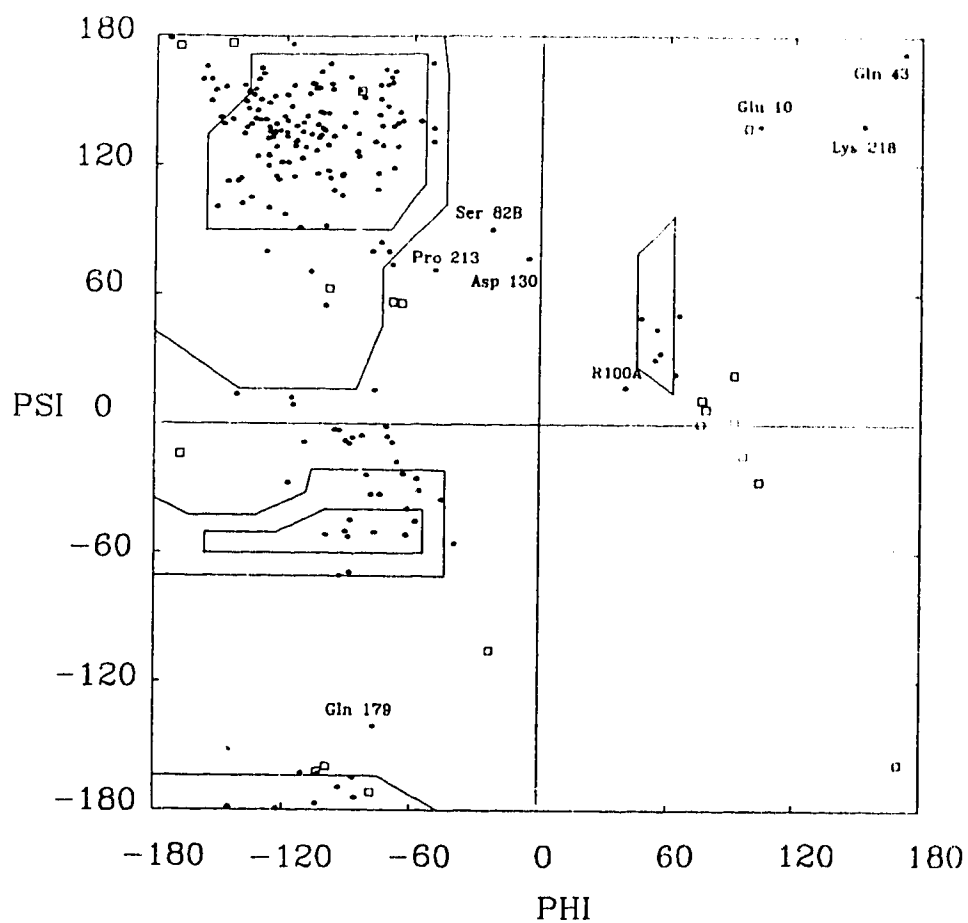 180
Gln 43
Glu 10
120
Lys 218
Ser 82B
Pro 213
60
Asp 130
R100A
PSI 0
-60
-120
Gln 179
-180
-180 -120 -60 0 60 120 180
PHI